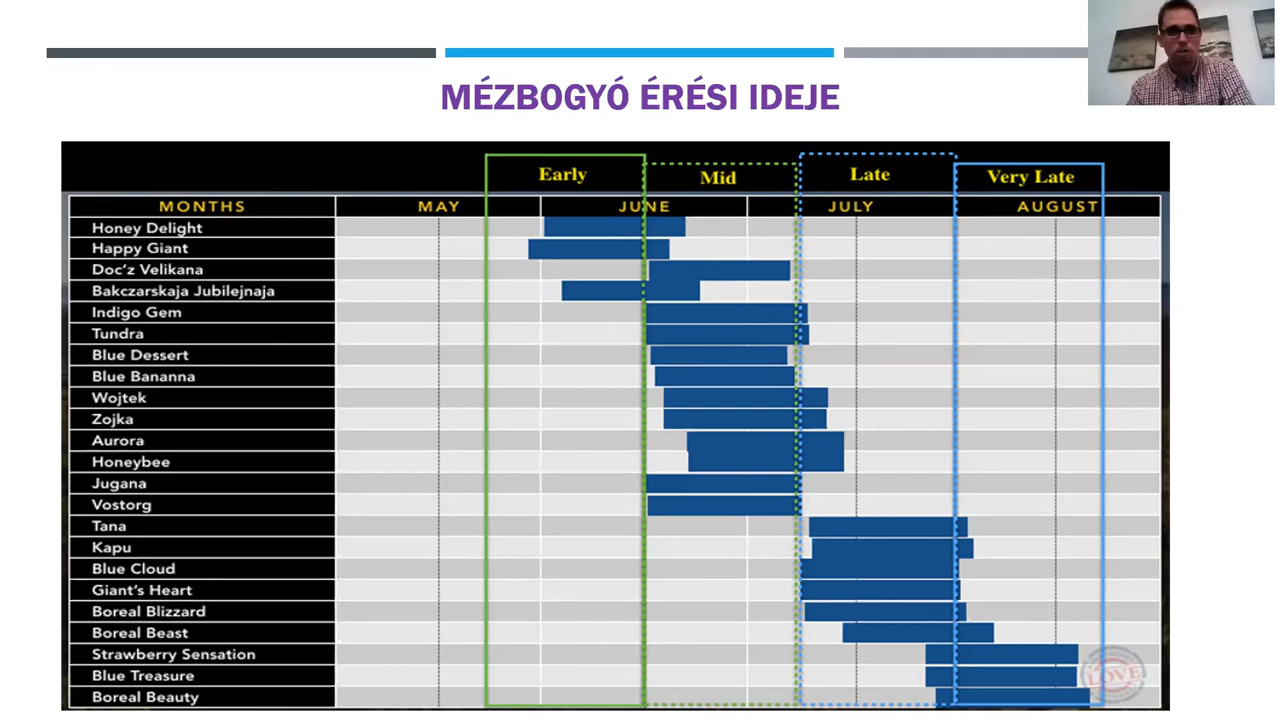 MÉZBOGYÓ ÉRÉSI IDEJE
Early Mid Late Very Late
MONTHS MAY JUNE JULY AUGUST
Honey Delight
Happy Giant
Doc'z Velikana
Bakczarskaja Jubilejnaja
Indigo Gem
Tundra
Blue Dessert
Blue Bananna
Wojtek
Zojka
Aurora
Honeybee
Jugana
Vostorg
Tana
Kapu
Blue Cloud
Giant's Heart
Boreal Blizzard
Boreal Beast
Strawberry Sensation
Blue Treasure
Boreal Beauty
LOVE